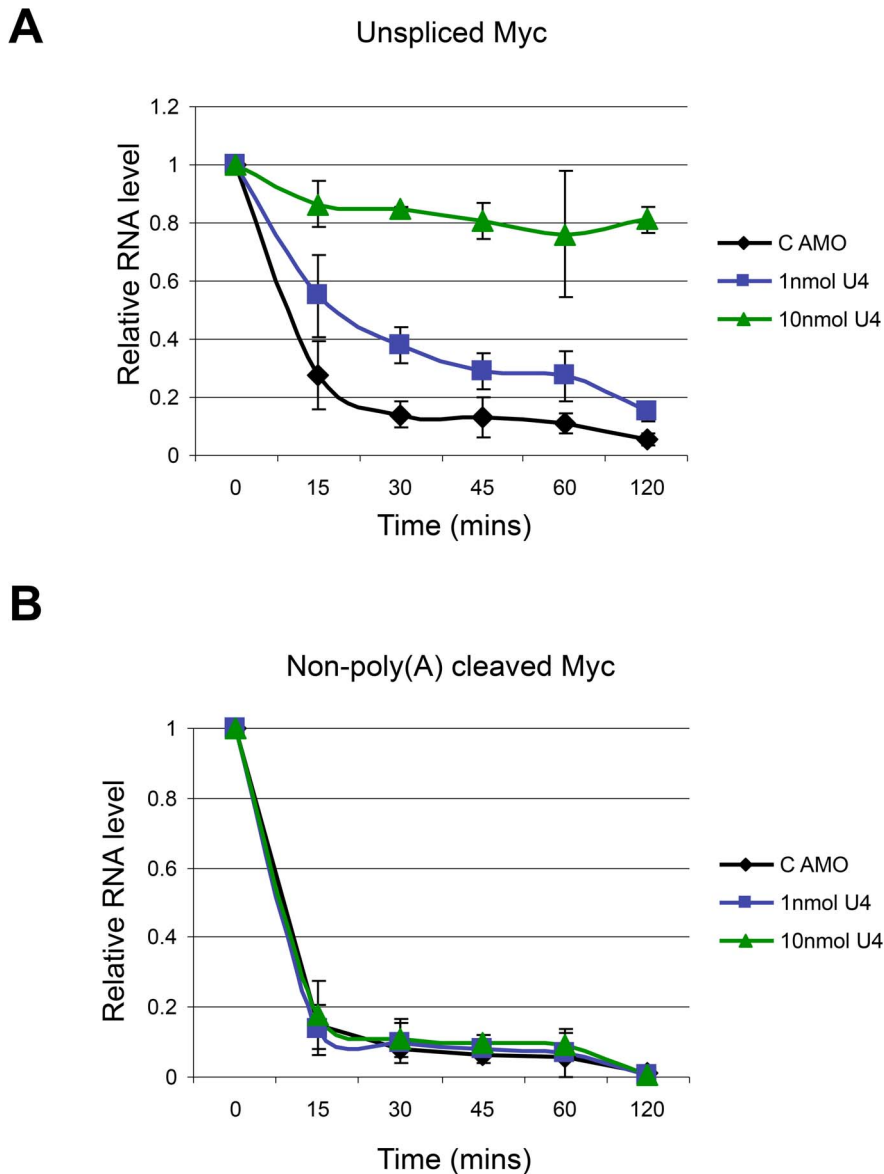 A
Unspliced Myc
1.2
1
0.8
0.6
0.4
0.2
0
Relative RNA level
0 15 30 45 60 120
Time (mins)
C AMO
1nmol U4
10nmol U4
B
Non-poly(A) cleaved Myc
1
0.8
0.6
0.4
0.2
0
Relative RNA level
0 15 30 45 60 120
Time (mins)
C AMO
1nmol U4
10nmol U4